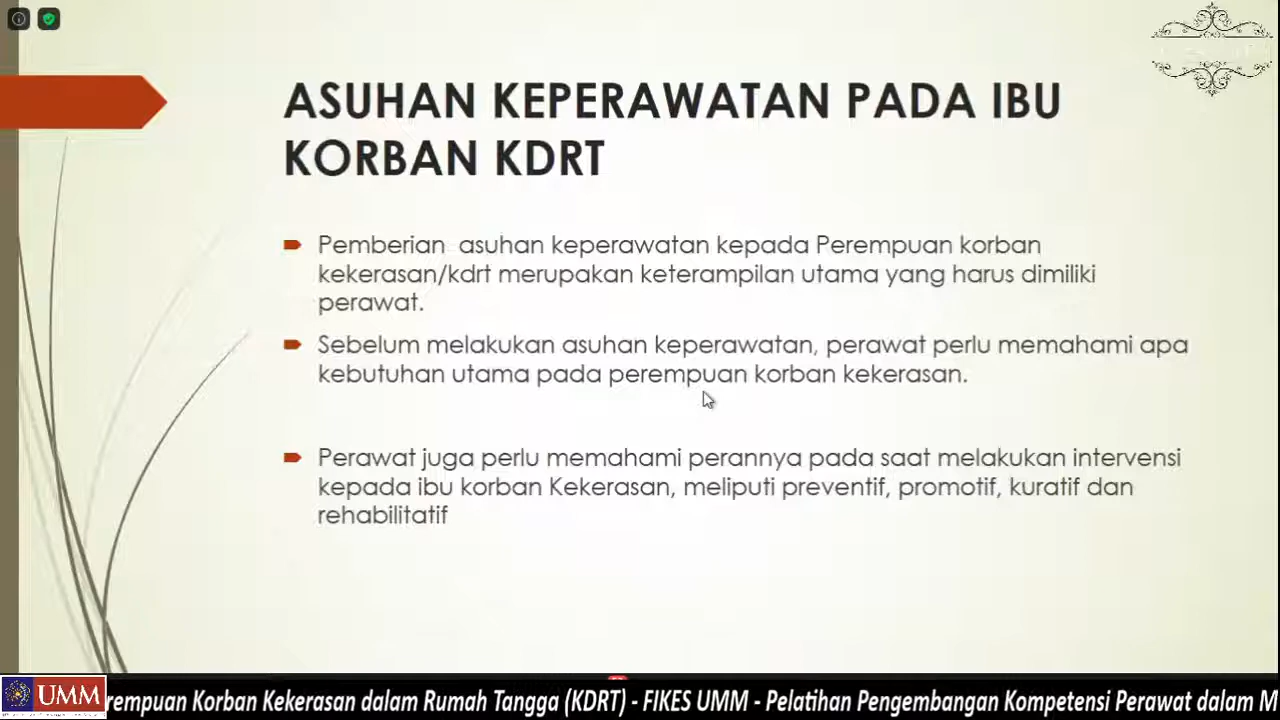 ASUHAN KEPERAWATAN PADA IBU
KORBAN KDRT
Pemberian asuhan keperawatan kepada Perempuan korban
kekerasan/kdrt merupakan keterampilan utama yang harus dimiliki
perawat.
Sebelum melakukan asuhan keperawatan, perawat perlu memahami apa
kebutuhan utama pada perempuan korban kekerasan.
Perawat juga perlu memahami perannya pada saat melakukan intervensi
kepada ibu korban Kekerasan, meliputi preventif, promotif, kuratif dan
rehabilitatif
UMM rempuan Korban Kekerasan dalam Rumah Tangga (KDRT) - FIKES UMM - Pelatihan Pengembangan Kompetensi Perawat dalam M